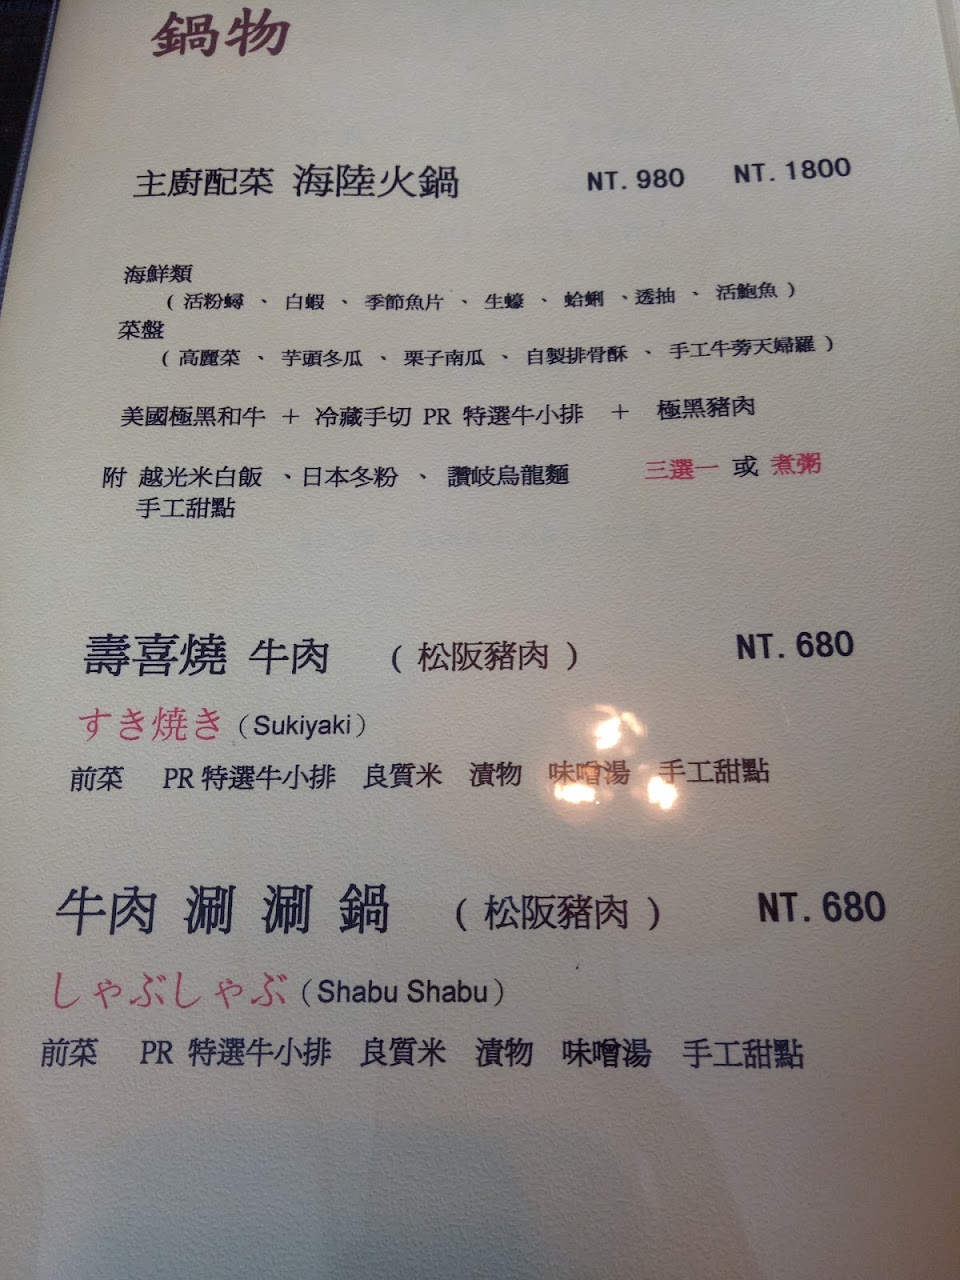 鍋物
主廚配菜 海陸火鍋 NT.980 NT.1800
海鮮類
( 活粉蟳 、 白蝦 、 季節魚片 、 生蠔 、 蛤蜊 、透抽 、 活鮑魚 )
菜盤
( 高麗菜 、 芋頭冬瓜 、 栗子南瓜 、 自製排骨酥 、 手工牛蒡天婦羅 )
美國極黑和牛 + 冷藏手切 PR 特選牛小排 + 極黑豬肉
附 越光米白飯 、日本冬粉 、 讚岐烏龍麵 三選一 或 煮粥
手工甜點
壽喜燒 牛肉 ( 松阪豬肉 ) NT.680
すき焼き (Sukiyaki)
前菜 PR 特選牛小排 良質米 漬物 味噌湯 手工甜點
牛肉 涮 涮 鍋 ( 松阪豬肉 ) NT.680
しゃぶしゃぶ (Shabu Shabu)
前菜 PR 特選牛小排 良質米 漬物 味噌湯 手工甜點